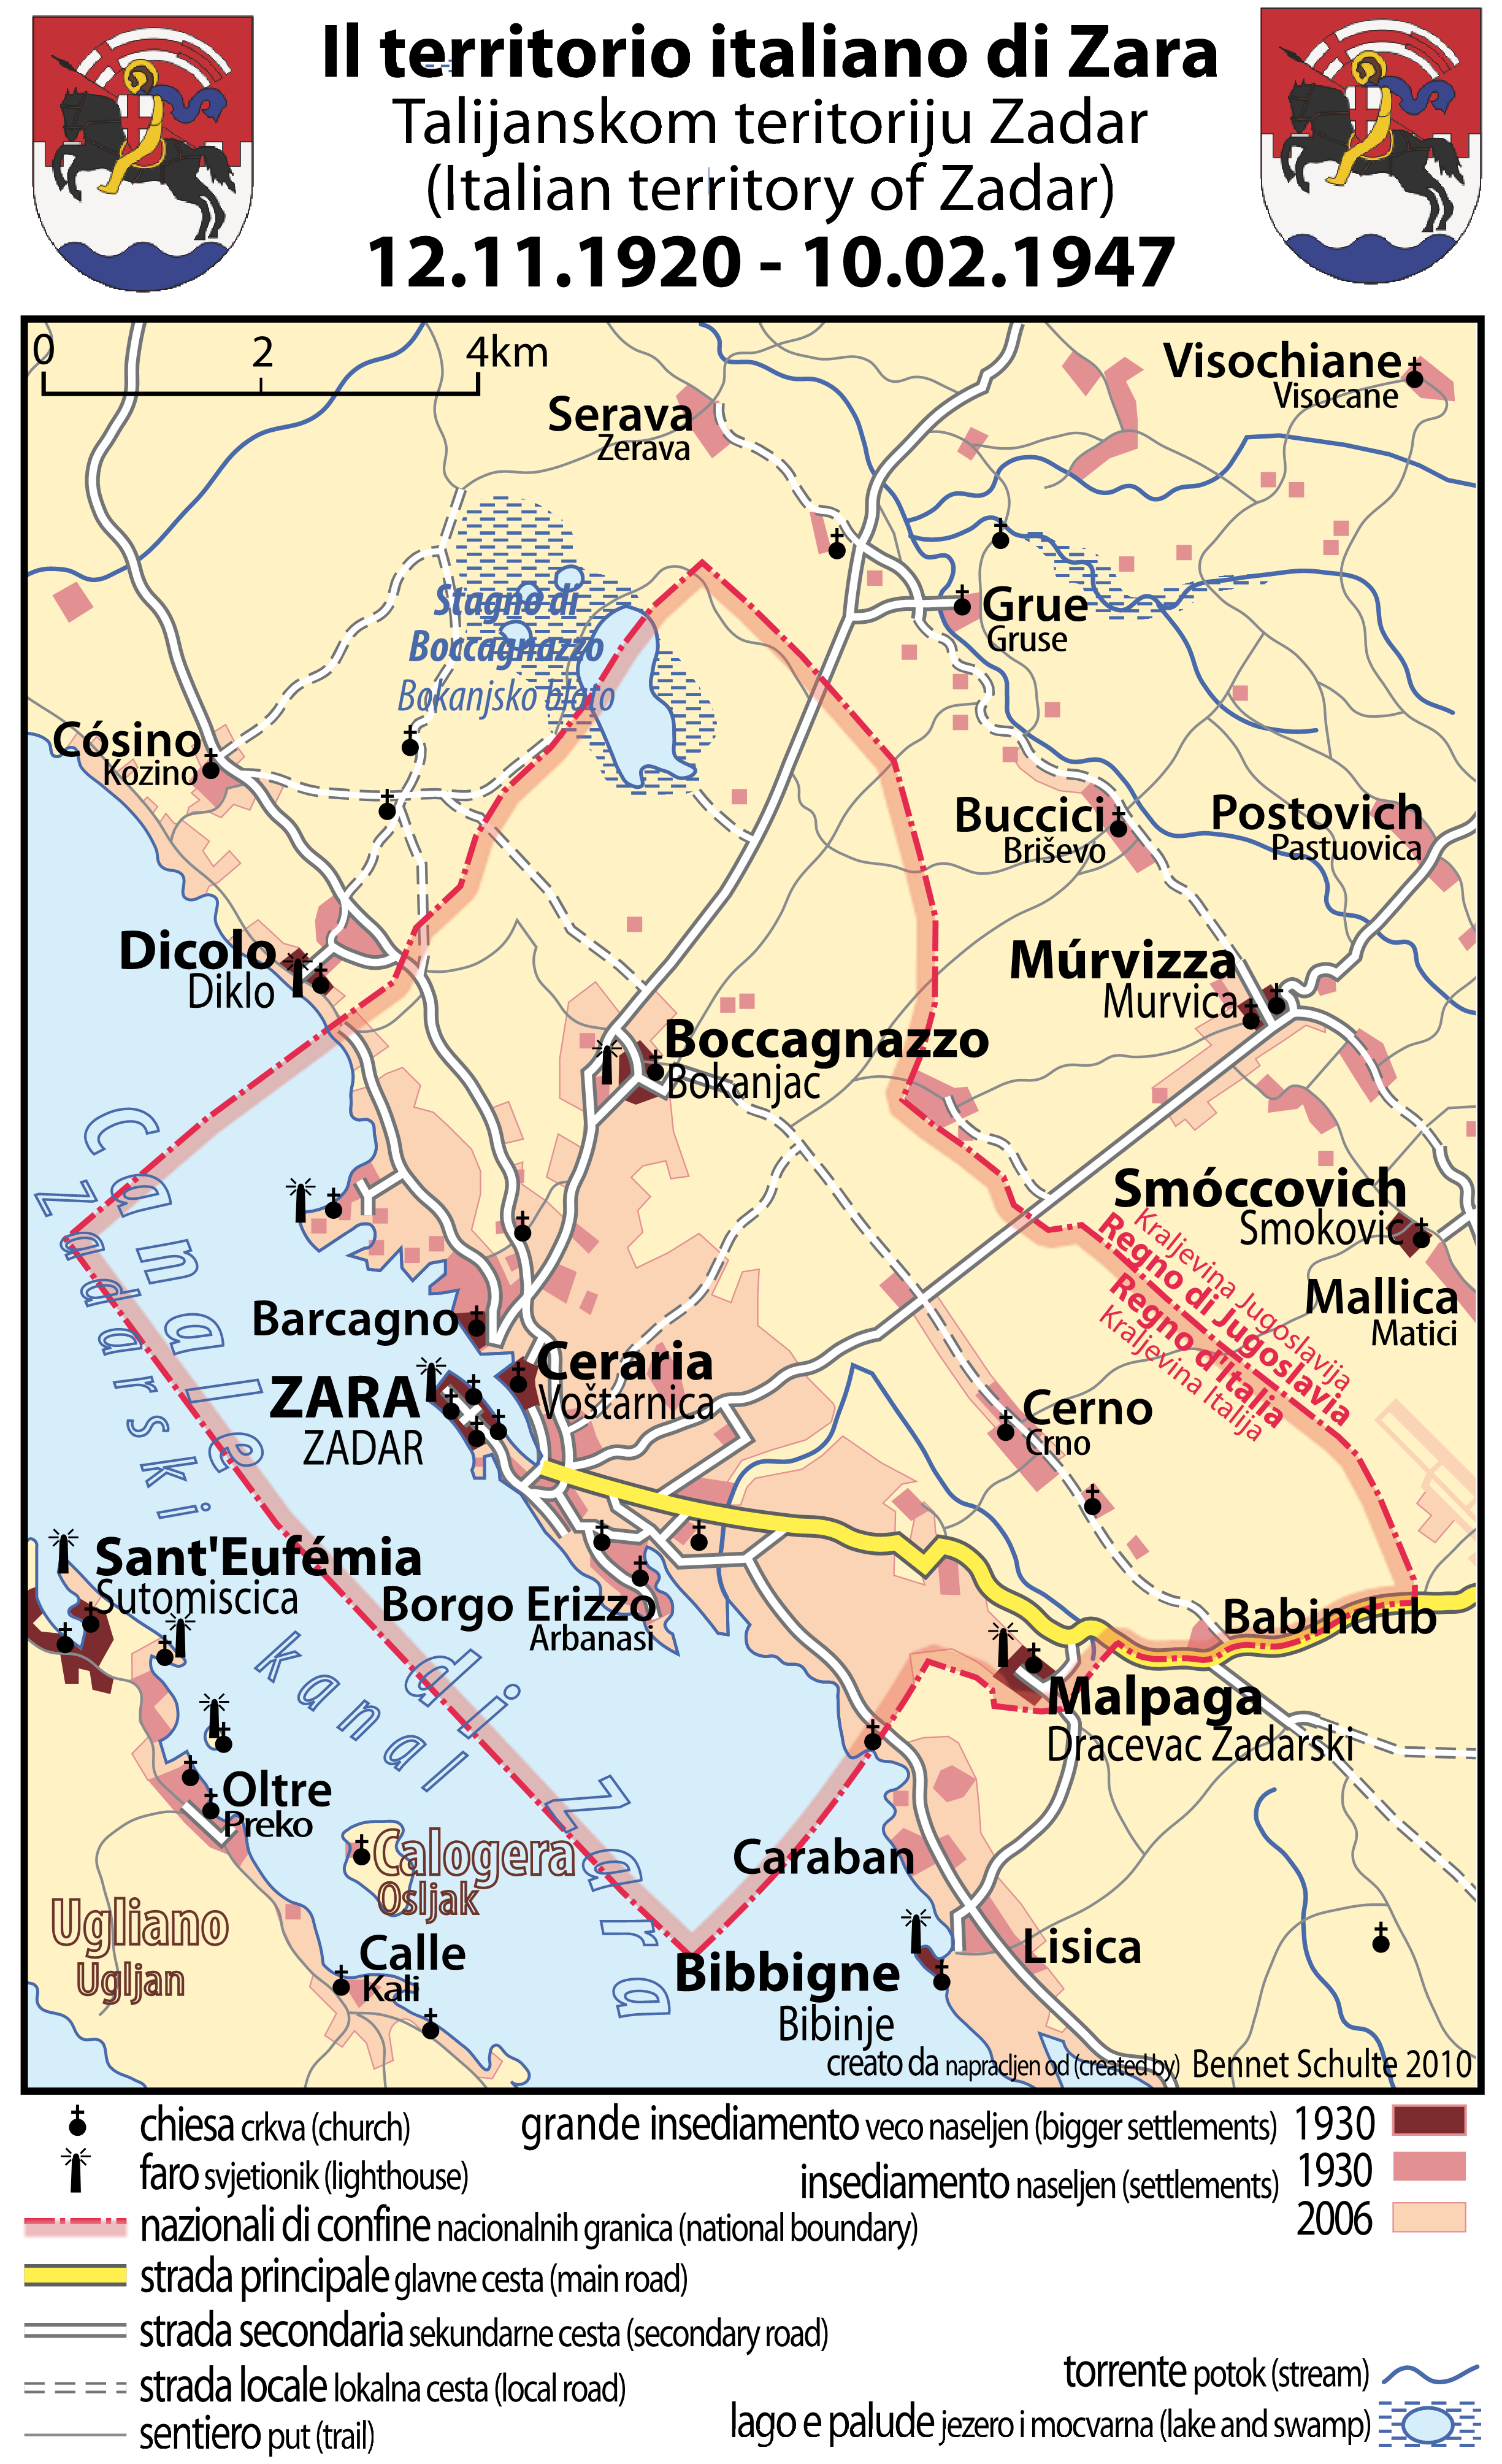 Il territorio italiano di Zara
Talijanskom teritoriju Zadar
(Italian territory of Zadar)
12.11.1920 - 10.02.1947
0 2 4km
Visochiane
Visocane
Serava
Zerava
Stagno di
Boccagnazzo
Bokanjsko blato
Grue
Gruse
Cósino
Kozino
Buccici
Briševo
Postovich
Pastuovica
Dicolo
Diklo
Múrvizza
Murvica
Boccagnazzo
Bokanjac
Canale di Zara
Zadarski kanal
Smóccovich
Smokovic
Kraljevina Jugoslavija
Regno di Jugoslavia
Regno d'Italia
Kraljevina Italija
Mallica
Matici
Barcagno
Ceraria
Voštarnica
ZARA
ZADAR
Cerno
Crno
Sant'Eufémia
Sutomiscica
Borgo Erizzo
Arbanasi
Babindub
Malpaga
Dracevac Zadarski
Oltre
Preko
Calogera
Osljak
Caraban
Ugliano
Ugljan
Calle
Kali
Lisica
Bibbigne
Bibinje
creato da napracljen od (created by) Bennet Schulte 2010
chiesa crkva (church)
faro svjetionik (lighthouse)
nazionali di confine nacionalnih granica (national boundary)
strada principale glavne cesta (main road)
strada secondaria sekundarne cesta (secondary road)
strada locale lokalna cesta (local road)
sentiero put (trail)
grande insediamento veco naseljen (bigger settlements) 1930
insediamento naseljen (settlements) 1930
2006
torrente potok (stream)
lago e palude jezero i mocvarna (lake and swamp)